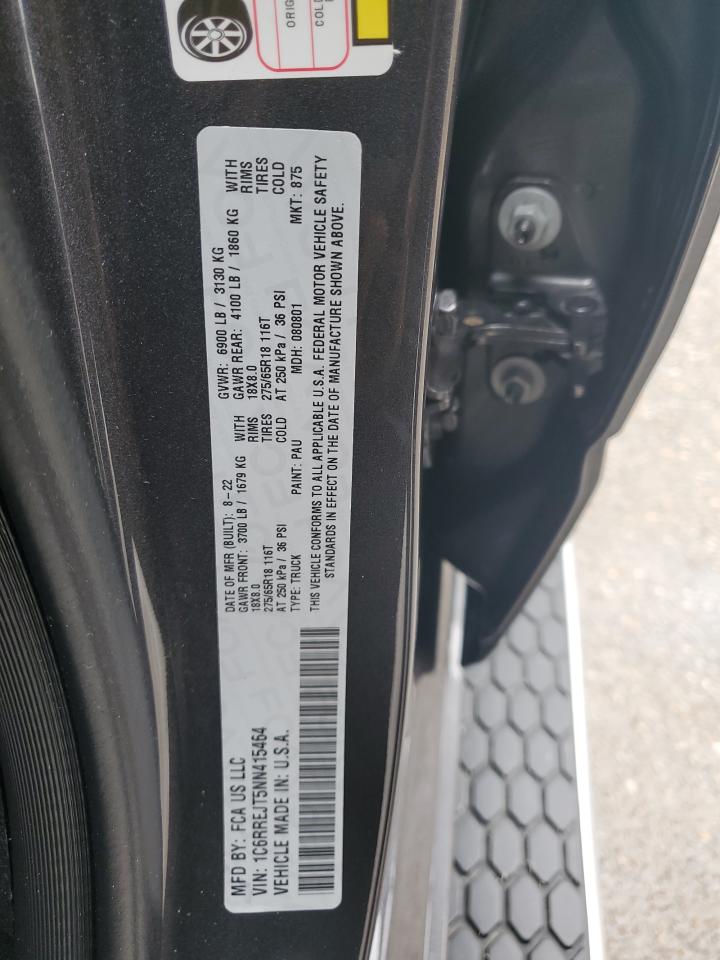 ORIG
COLD
MFD BY: FCA US LLC
VIN: 1C6RREJT5NN415464
VEHICLE MADE IN: U.S.A.
DATE OF MFR (BUILT): 8-22 GVWR: 6900 LB / 3130 KG
GAWR FRONT: 3700 LB / 1679 KG WITH GAWR REAR: 4100 LB / 1860 KG WITH
18X8.0 RIMS 18X8.0 RIMS
275/65R18 116T TIRES 275/65R18 116T TIRES
AT 250 kPa / 36 PSI COLD AT 250 kPa / 36 PSI COLD
TYPE: TRUCK PAINT: PAU MDH: 080801 MKT: 875
THIS VEHICLE CONFORMS TO ALL APPLICABLE U.S.A. FEDERAL MOTOR VEHICLE SAFETY
STANDARDS IN EFFECT ON THE DATE OF MANUFACTURE SHOWN ABOVE.